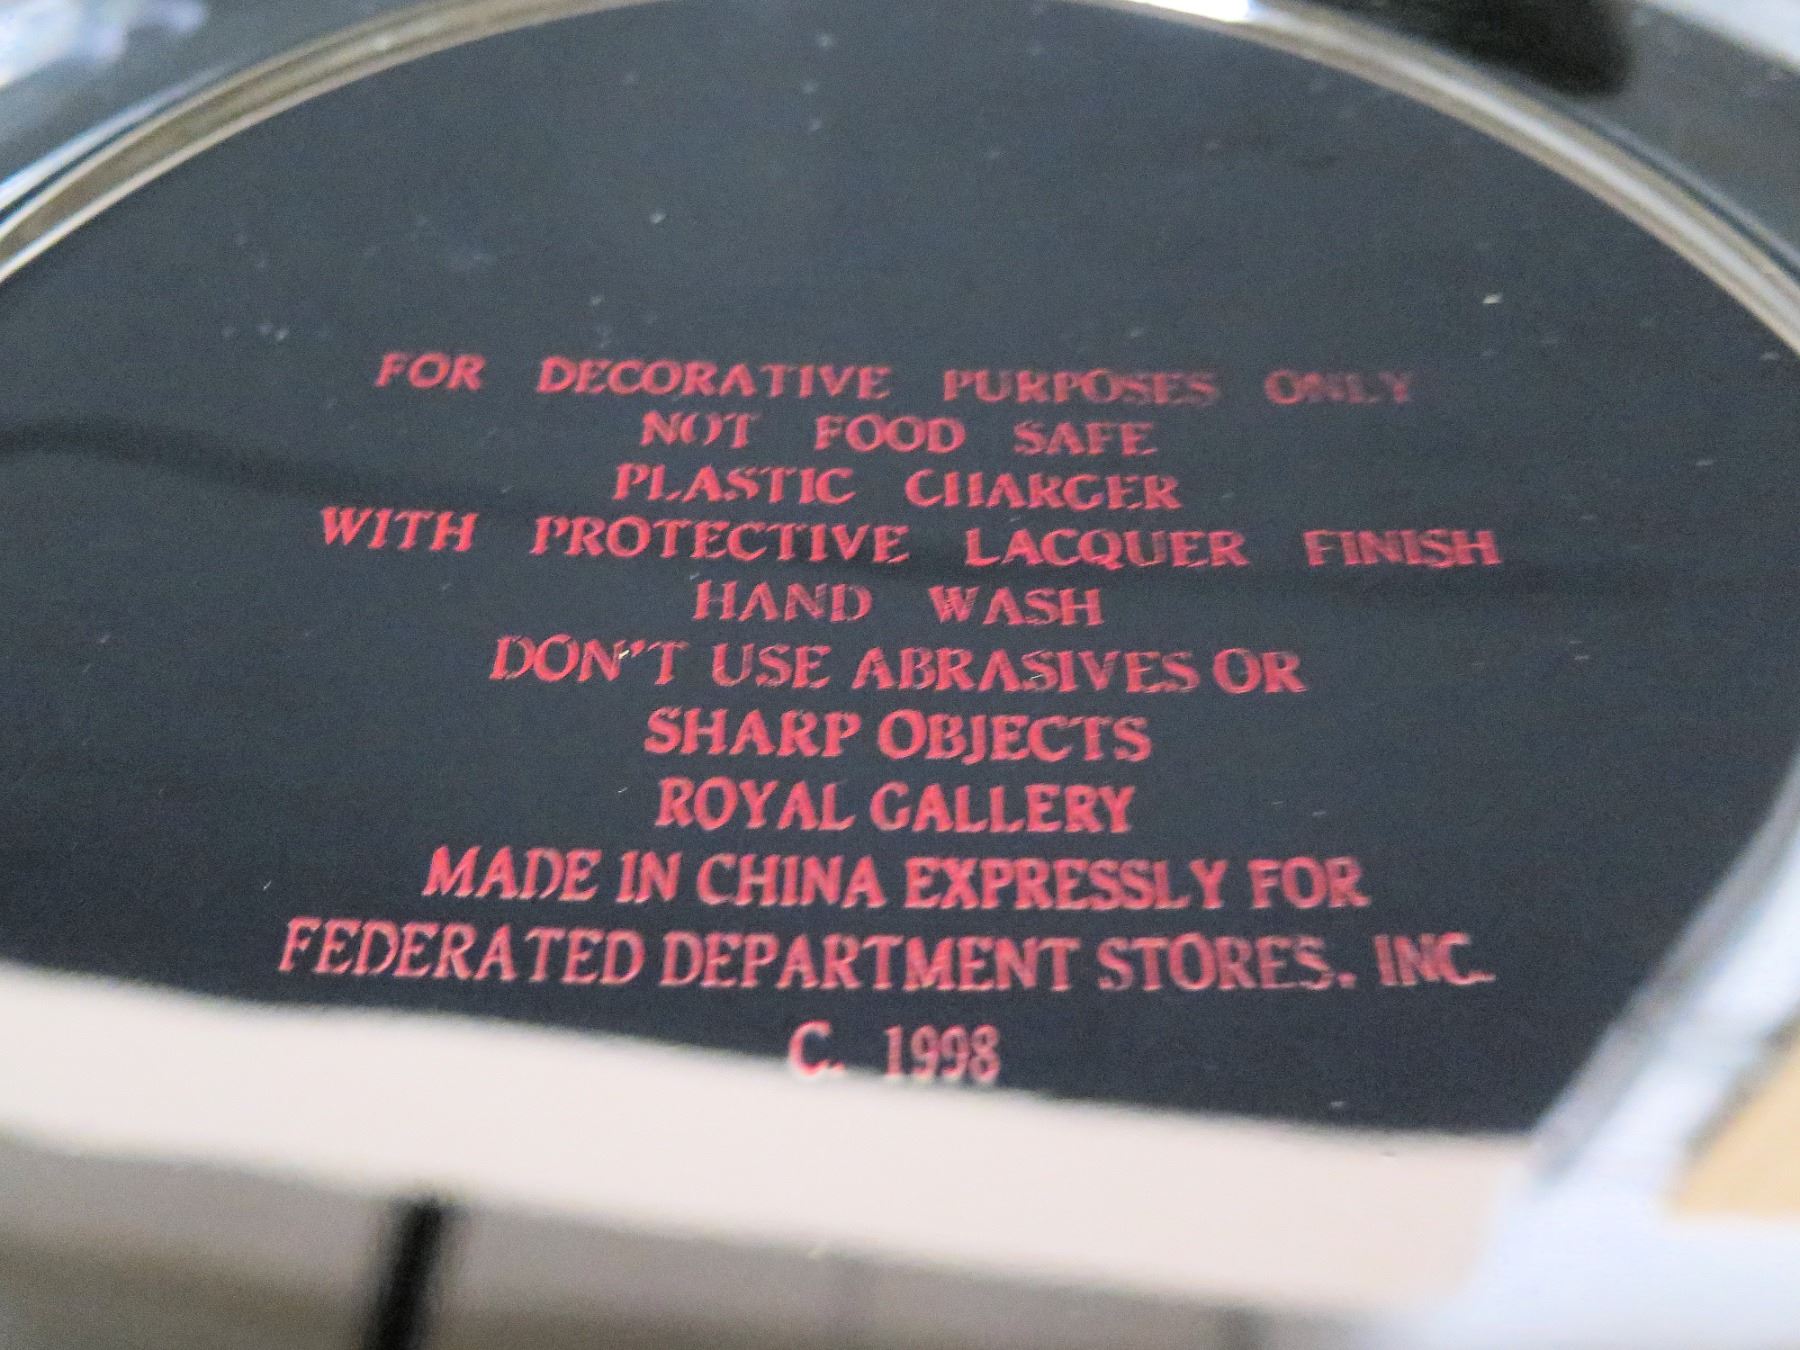 FOR DECORATIVE PURPOSES ONLY
NOT FOOD SAFE
PLASTIC CHARGER
WITH PROTECTIVE LACQUER FINISH
HAND WASH
DON'T USE ABRASIVES OR
SHARP OBJECTS
ROYAL GALLERY
MADE IN CHINA EXPRESSLY FOR
FEDERATED DEPARTMENT STORES. INC.
C. 1998